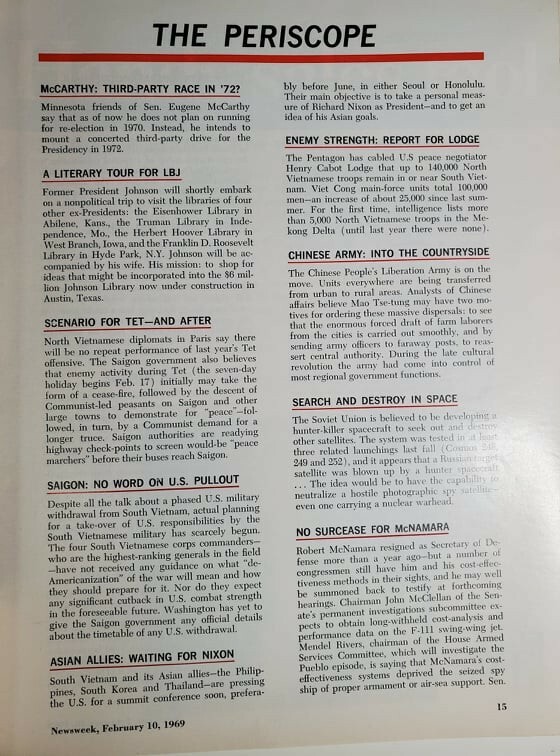 THE PERISCOPE
McCARTHY: THIRD-PARTY RACE IN '72?
Minnesota friends of Sen. Eugene McCarthy
say that as of now he does not plan on running
for re-election in 1970. Instead, he intends to
mount a concerted third-party drive for the
Presidency in 1972.
A LITERARY TOUR FOR LBJ
Former President Johnson will shortly embark
on a nonpolitical trip to visit the libraries of four
other ex-Presidents: the Eisenhower Library in
Abilene, Kans., the Truman Library in Inde-
pendence, Mo., the Herbert Hoover Library in
West Branch, Iowa, and the Franklin D. Roosevelt
Library in Hyde Park, N.Y. Johnson will be ac-
companied by his wife. His mission: to shop for
ideas that might be incorporated into the $6 mil-
lion Johnson Library now under construction in
Austin, Texas.
SCENARIO FOR TET—AND AFTER
North Vietnamese diplomats in Paris say there
will be no repeat performance of last year's Tet
offensive. The Saigon government also believes
that enemy activity during Tet (the seven-day
holiday begins Feb. 17) initially may take the
form of a cease-fire, followed by the descent of
Communist-led peasants on Saigon and other
large towns to demonstrate for "peace"—fol-
lowed, in turn, by a Communist demand for a
longer truce. Saigon authorities are readying
highway check-points to screen would-be "peace
marchers" before their buses reach Saigon.
SAIGON: NO WORD ON U.S. PULLOUT
Despite all the talk about a phased U.S. military
withdrawal from South Vietnam, actual planning
for a take-over of U.S. responsibilities by the
South Vietnamese military has scarcely begun.
The four South Vietnamese corps commanders—
who are the highest-ranking generals in the field
—have not received any guidance on what "de-
Americanization" of the war will mean and how
they should prepare for it. Nor do they expect
any significant cutback in U.S. combat strength
in the foreseeable future. Washington has yet to
give the Saigon government any official details
about the timetable of any U.S. withdrawal.
ASIAN ALLIES: WAITING FOR NIXON
South Vietnam and its Asian allies—the Philip-
pines, South Korea and Thailand—are pressing
the U.S. for a summit conference soon, prefera-
bly before June, in either Seoul or Honolulu.
Their main objective is to take a personal meas-
ure of Richard Nixon as President—and to get an
idea of his Asian goals.
ENEMY STRENGTH: REPORT FOR LODGE
The Pentagon has cabled U.S peace negotiator
Henry Cabot Lodge that up to 140,000 North
Vietnamese troops remain in or near South Viet-
nam. Viet Cong main-force units total 100,000
men—an increase of about 25,000 since last sum-
mer. For the first time, intelligence lists more
than 5,000 North Vietnamese troops in the Me-
kong Delta (until last year there were none).
CHINESE ARMY: INTO THE COUNTRYSIDE
The Chinese People's Liberation Army is on the
move. Units everywhere are being transferred
from urban to rural areas. Analysts of Chinese
affairs believe Mao Tse-tung may have two mo-
tives for ordering these massive dispersals: to see
that the enormous forced draft of farm laborers
from the cities is carried out smoothly, and by
sending army officers to faraway posts, to reas-
sert central authority. During the late cultural
revolution the army had come into control of
most regional government functions.
SEARCH AND DESTROY IN SPACE
The Soviet Union is believed to be developing a
hunter-killer spacecraft to seek out and destroy
other satellites. The system was tested in at least
three related launchings last fall (Cosmos 248,
249 and 252), and it appears that a Russian target
satellite was blown up by a hunter spacecraft
... The idea would be to have the capability to
neutralize a hostile photographic spy satellite—
even one carrying a nuclear warhead.
NO SURCEASE FOR McNAMARA
Robert McNamara resigned as Secretary of De-
fense more than a year ago—but a number of
congressmen still have him and his cost-effec-
tiveness methods in their sights, and he may well
be summoned back to testify at forthcoming
hearings. Chairman John McClellan of the Sen-
ate's permanent investigations subcommittee ex-
pects to obtain long-withheld cost-analysis and
performance data on the F-111 swing-wing jet.
Mendel Rivers, chairman of the House Armed
Services Committee, which will investigate the
Pueblo episode, is saying that McNamara's cost-
effectiveness systems deprived the seized spy
ship of proper armament or air-sea support. Sen.
Newsweek, February 10, 1969
15